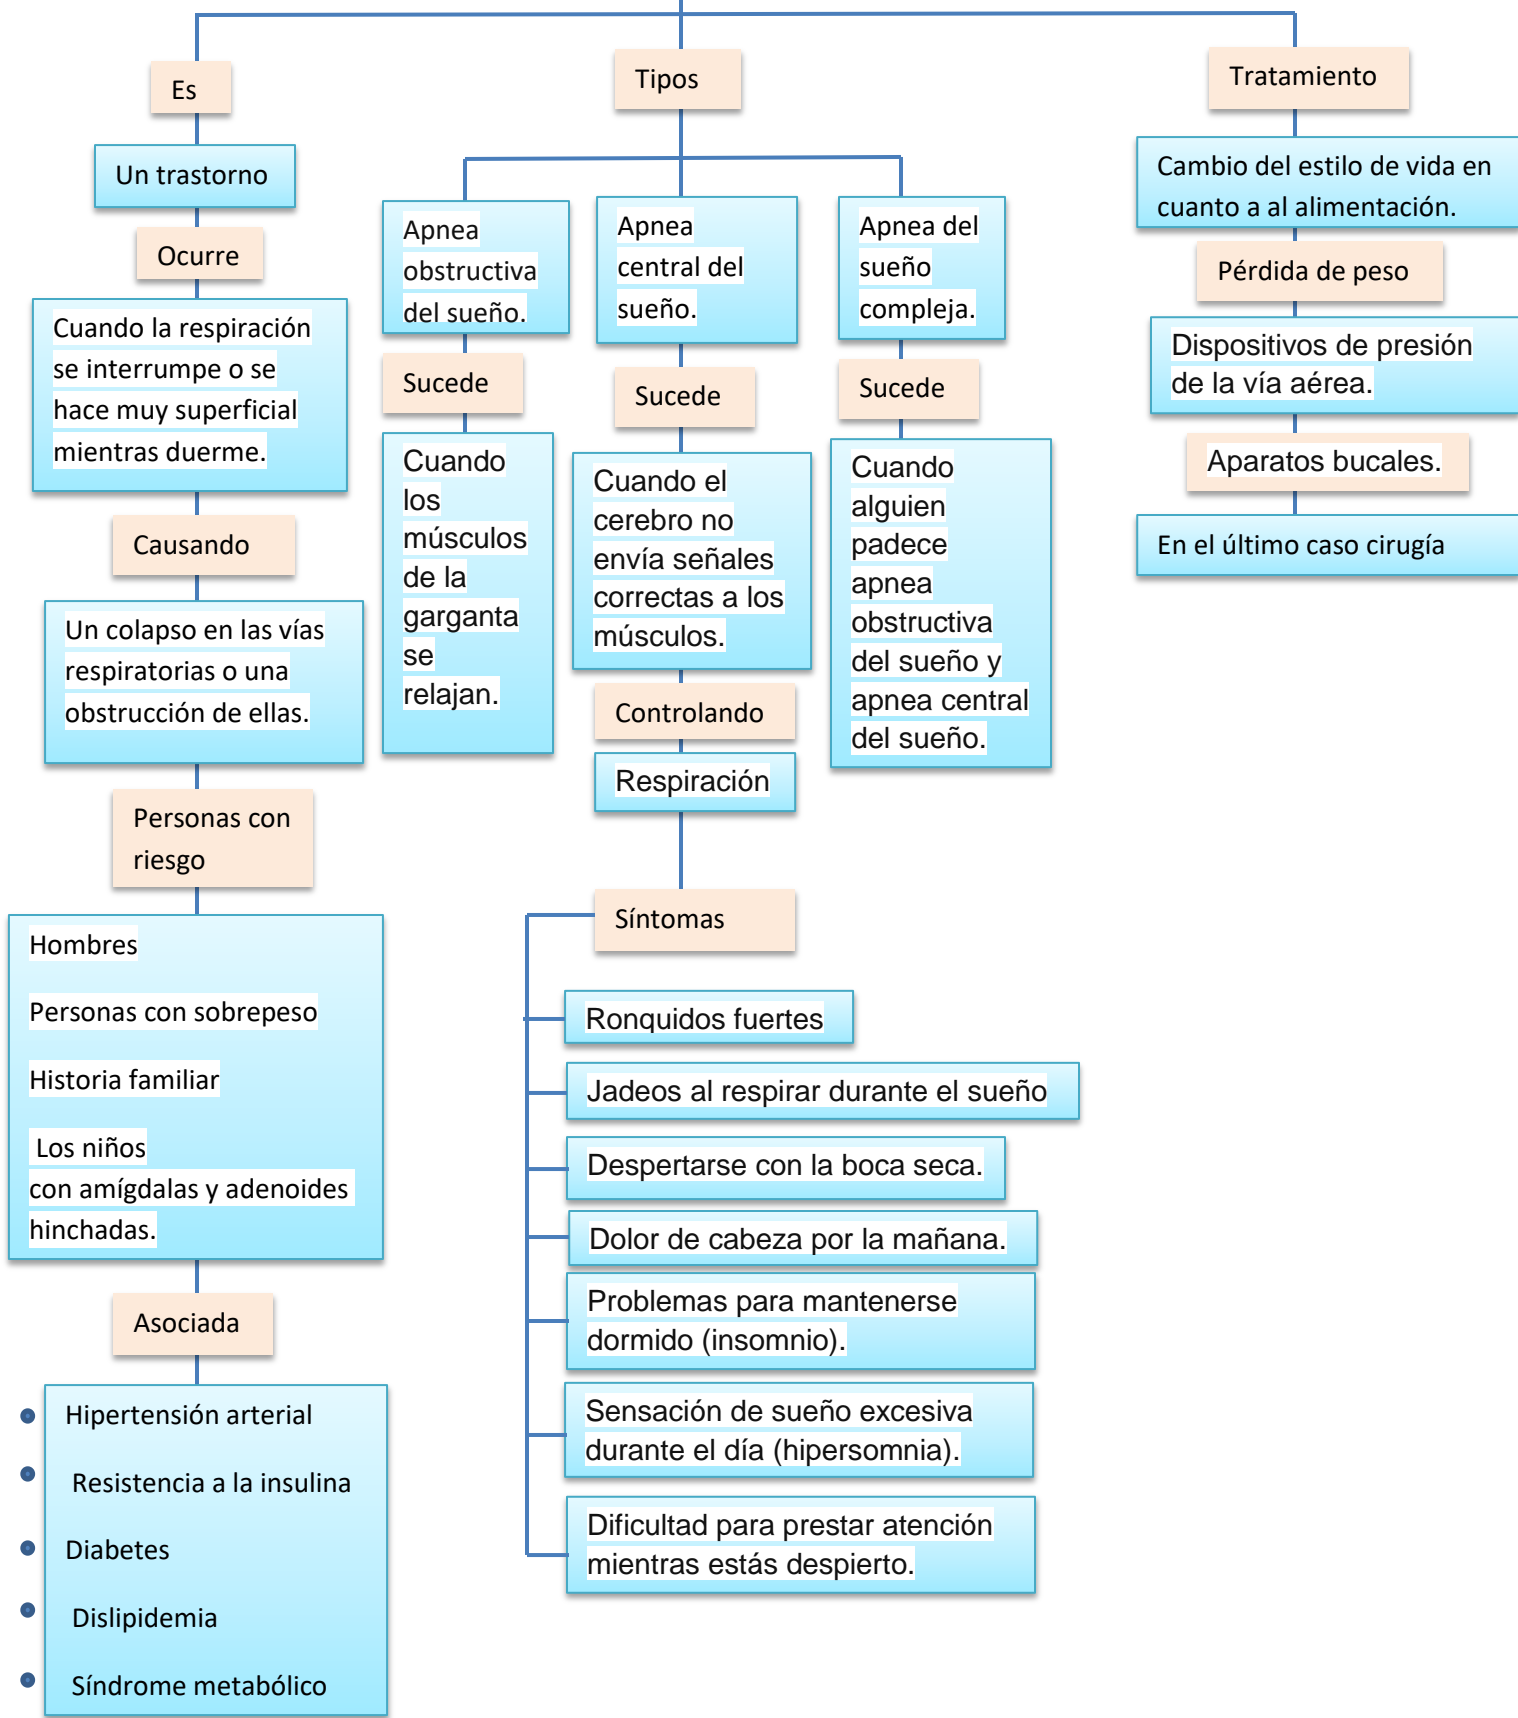 Es
Un trastorno
Ocurre
Cuando la respiración
se interrumpe o se
hace muy superficial
mientras duerme.
Causando
Un colapso en las vías
respiratorias o una
obstrucción de ellas.
Personas con
riesgo
Hombres
Personas con sobrepeso
Historia familiar
Los niños
con amígdalas y adenoides
hinchadas.
Asociada
Hipertensión arterial
Resistencia a la insulina
Diabetes
Dislipidemia
Síndrome metabólico
Tipos
Apnea
obstructiva
del sueño.
Sucede
Cuando
los
músculos
de la
garganta
se
relajan.
Apnea
central del
sueño.
Sucede
Cuando el
cerebro no
envía señales
correctas a los
músculos.
Controlando
Respiración
Apnea del
sueño
compleja.
Sucede
Cuando
alguien
padece
apnea
obstructiva
del sueño y
apnea central
del sueño.
Síntomas
Ronquidos fuertes
Jadeos al respirar durante el sueño
Despertarse con la boca seca.
Dolor de cabeza por la mañana.
Problemas para mantenerse
dormido (insomnio).
Sensación de sueño excesiva
durante el día (hipersomnia).
Dificultad para prestar atención
mientras estás despierto.
Tratamiento
Cambio del estilo de vida en
cuanto a al alimentación.
Pérdida de peso
Dispositivos de presión
de la vía aérea.
Aparatos bucales.
En el último caso cirugía